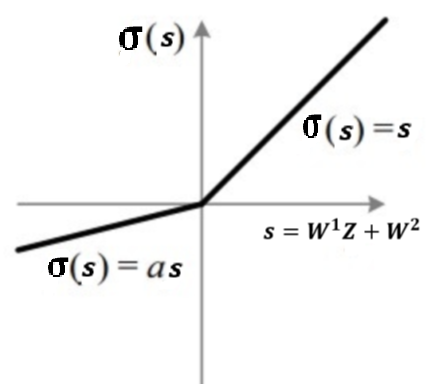 σ(s)
σ(s)=s
s = W¹Z + W²
σ(s) = as